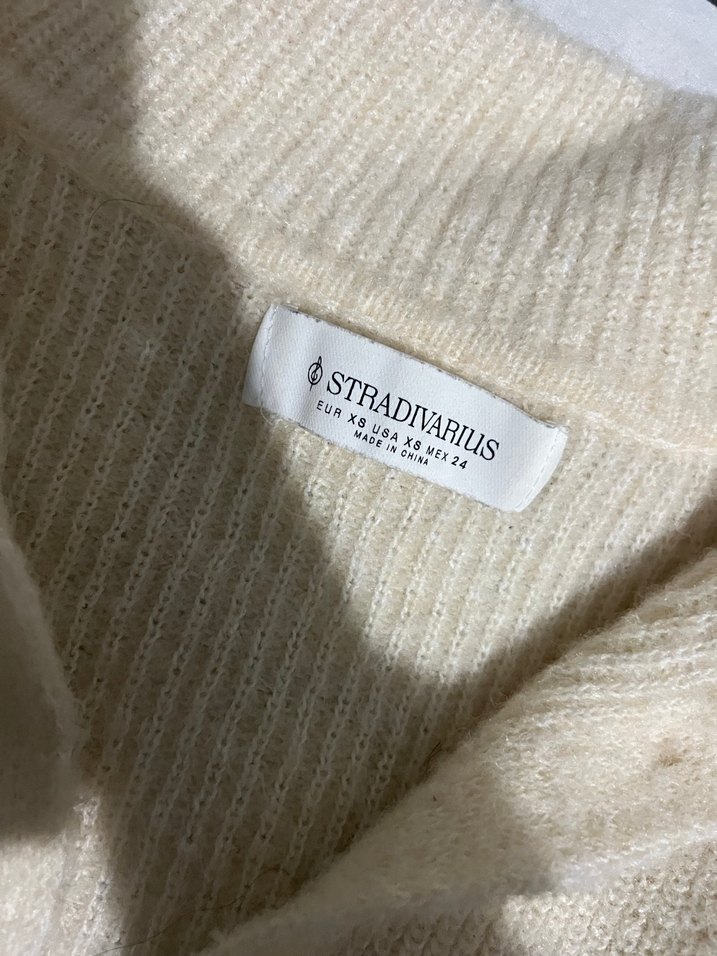 STRADIVARIUS
EUR XS USA XS MEX 24
MADE IN CHINA